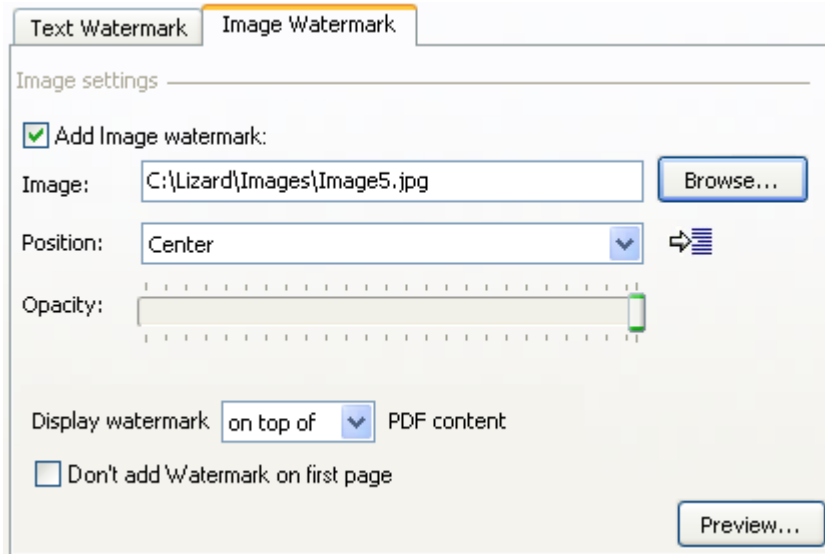 Text Watermark Image Watermark
Image settings
Add Image watermark:
Image: C:\Lizard\Images\Image5.jpg Browse...
Position: Center
Opacity:
Display watermark on top of PDF content
Don't add Watermark on first page
Preview...